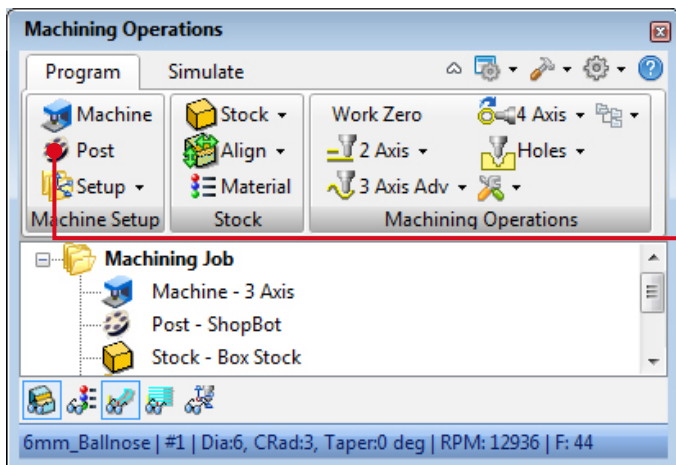 Machining Operations
Program Simulate
Machine Stock Work Zero 4 Axis
Post Align 2 Axis Holes
Setup Material 3 Axis Adv
Machine Setup Stock Machining Operations
Machining Job
Machine - 3 Axis
Post - ShopBot
Stock - Box Stock
6mm_Ballnose | #1 | Dia:6, CRad:3, Taper:0 deg | RPM: 12936 | F: 44